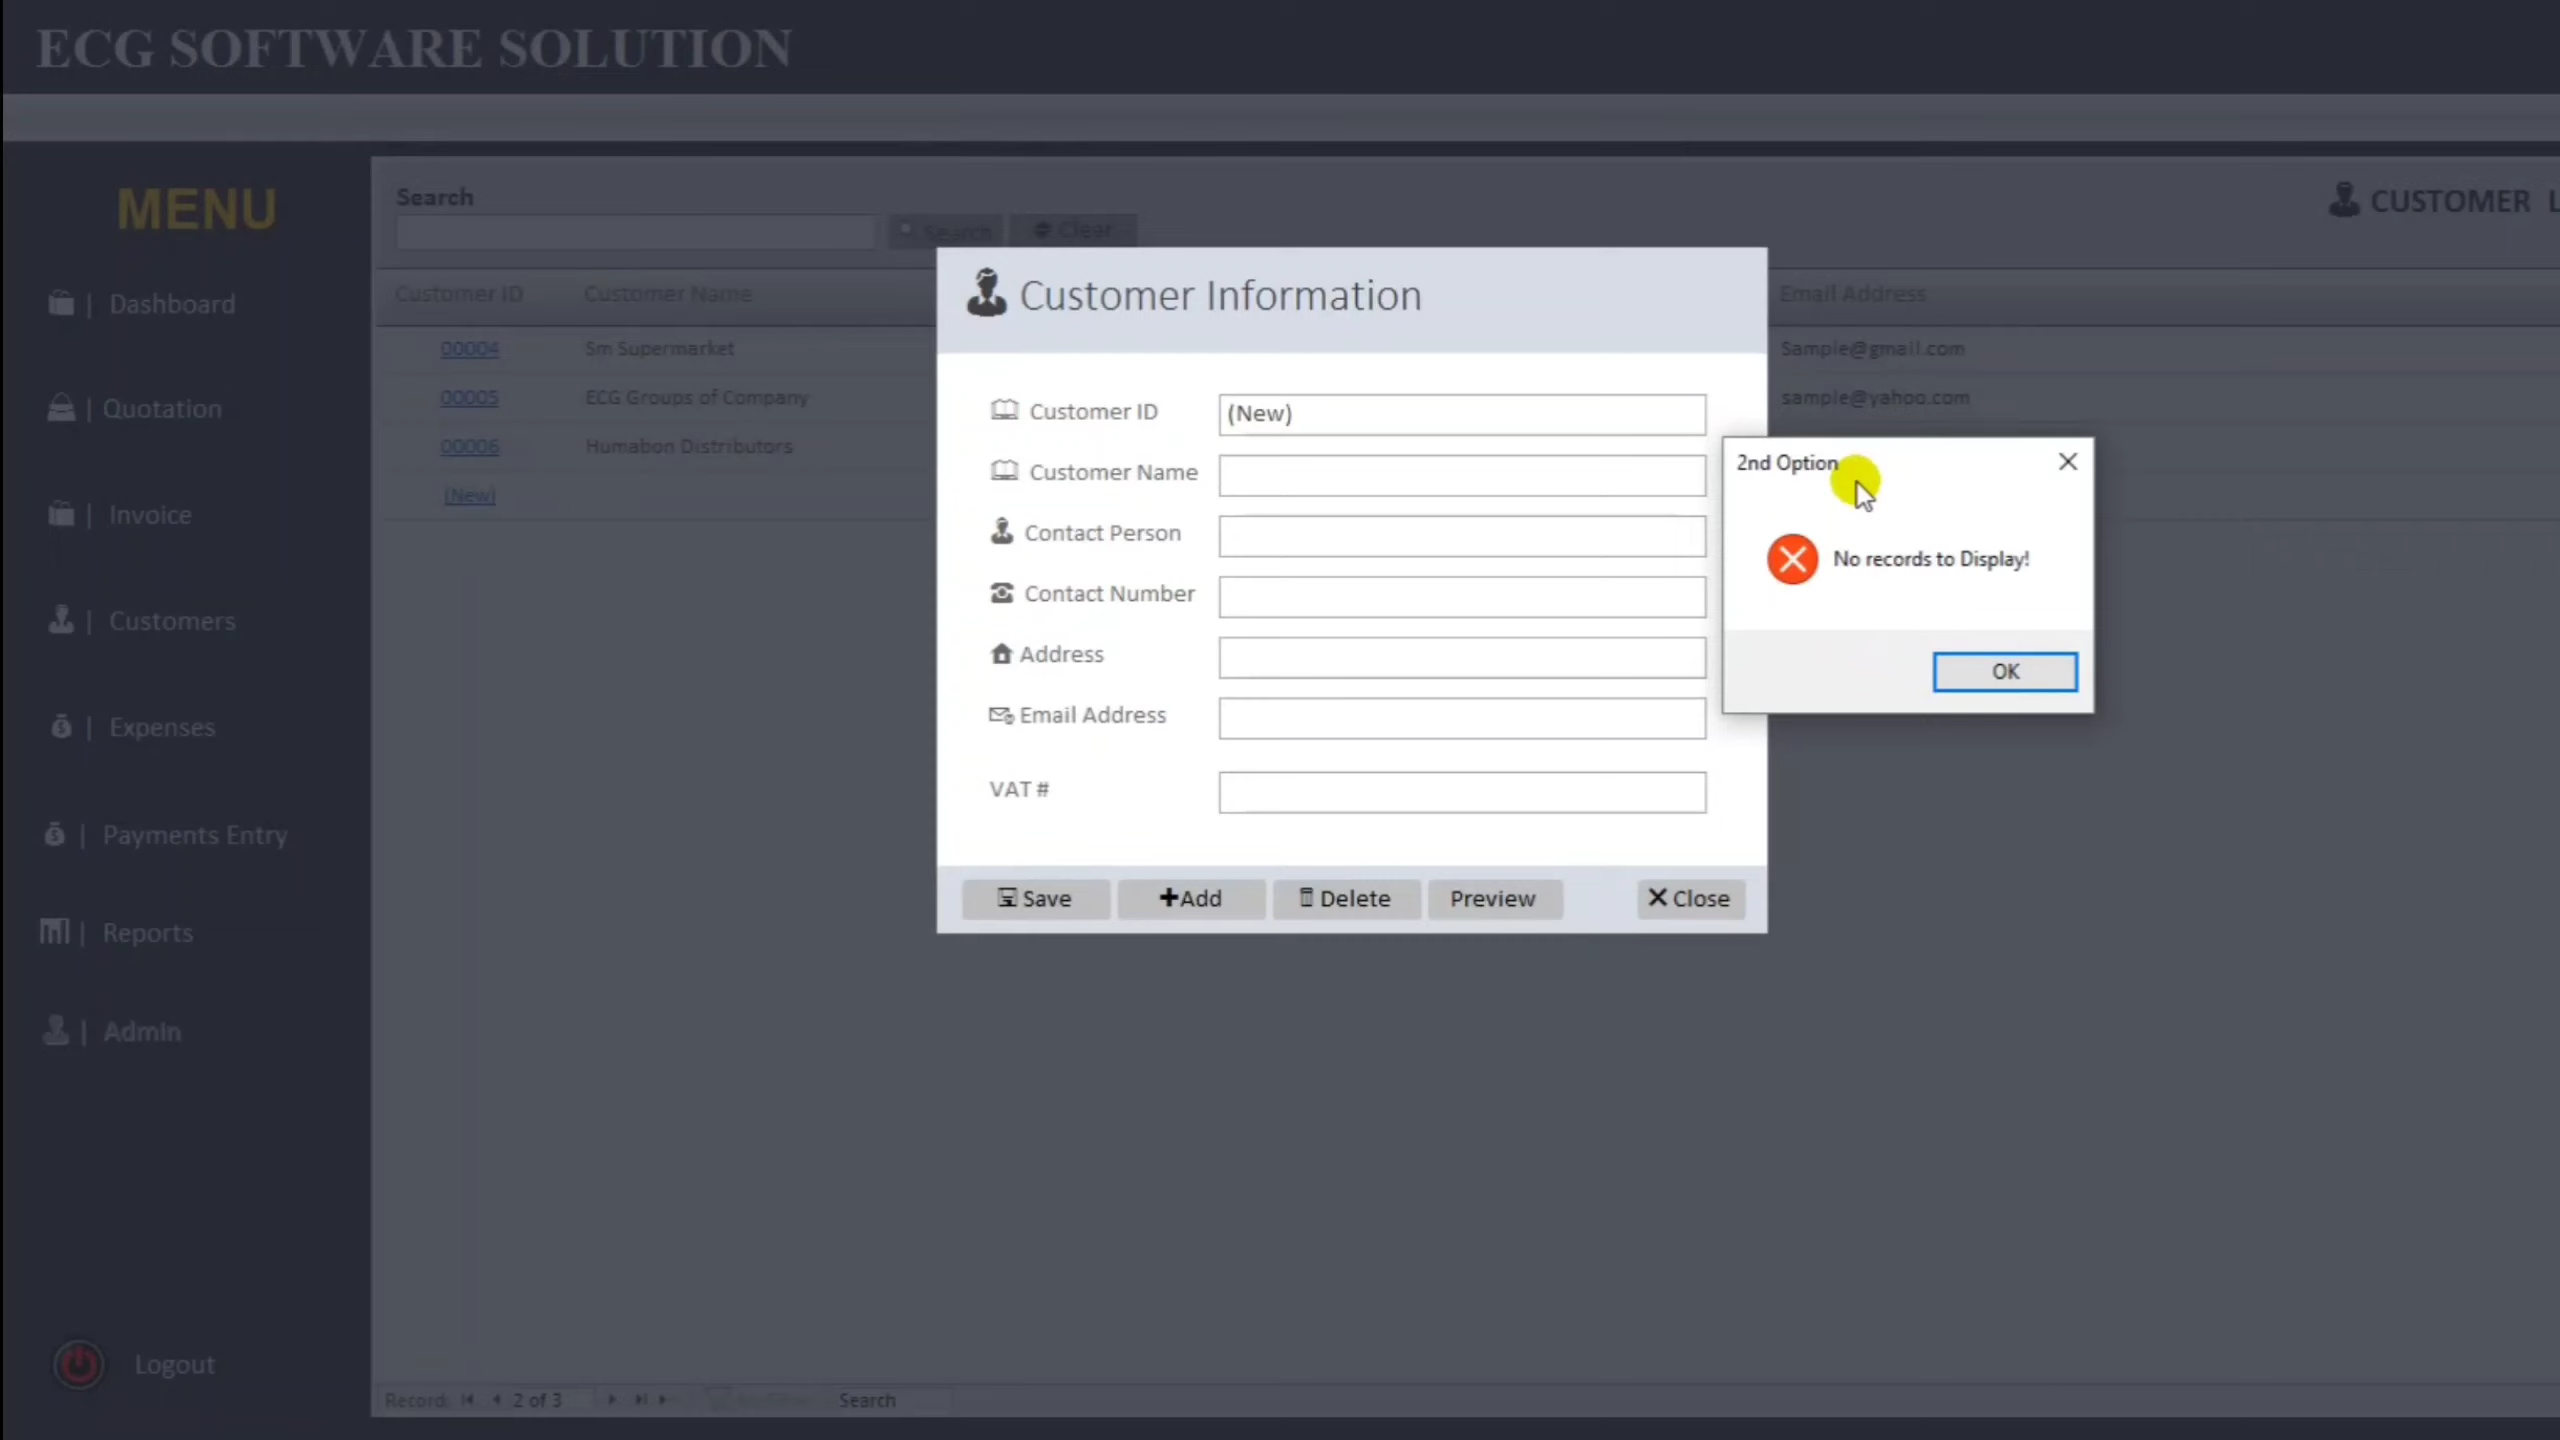 ECG SOFTWARE SOLUTION
MENU
| Dashboard
| Quotation
| Invoice
| Customers
| Expenses
| Payments Entry
| Reports
| Admin
Logout
Search
Search
Clear
CUSTOMER L
Customer ID Customer Name Email Address
00004 Sm Supermarket Sample@gmail.com
00005 ECG Groups of Company sample@yahoo.com
00006 Humabon Distributors
(New)
Customer Information
Customer ID (New)
Customer Name
Contact Person
Contact Number
Address
Email Address
VAT #
Save Add Delete Preview Close
2nd Option
No records to Display!
OK
Record: 2 of 3 Search